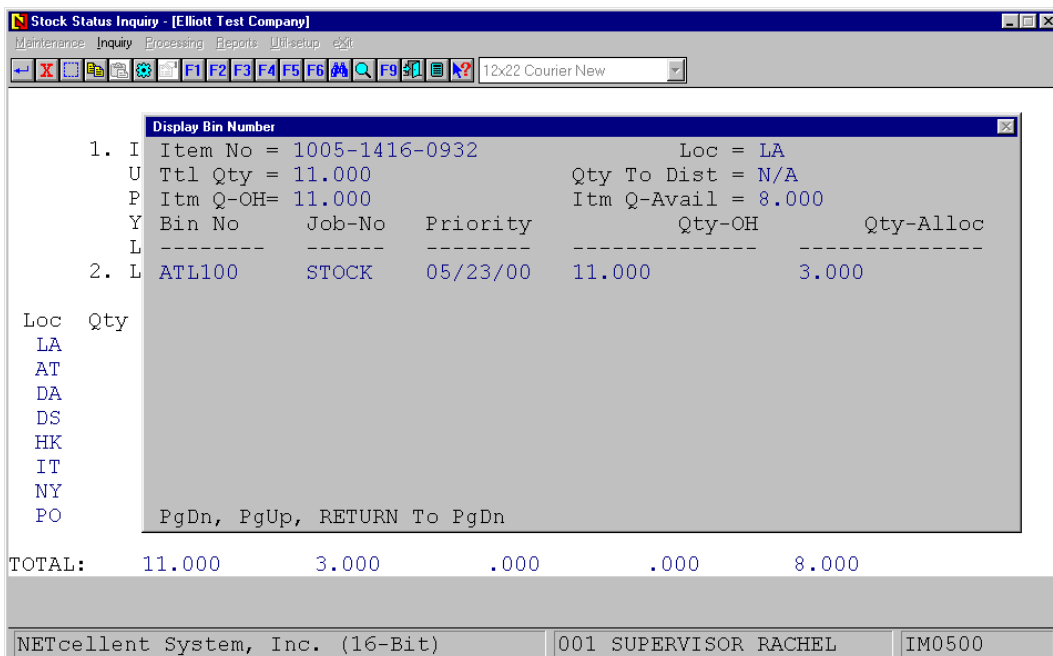 Stock Status Inquiry - [Elliott Test Company]
Maintenance Inquiry Processing Reports Util-setup eXit
X F1 F2 F3 F4 F5 F6 F9 ? 12x22 Courier New
Display Bin Number
1. I Item No = 1005-1416-0932 Loc = LA
U Ttl Qty = 11.000 Qty To Dist = N/A
P Itm Q-OH= 11.000 Itm Q-Avail = 8.000
Y Bin No Job-No Priority Qty-OH Qty-Alloc
L -------- ------ -------- -------------- --------------
2. L ATL100 STOCK 05/23/00 11.000 3.000
Loc Qty
LA
AT
DA
DS
HK
IT
NY
PO PgDn, PgUp, RETURN To PgDn
TOTAL: 11.000 3.000 .000 .000 8.000
NETcellent System, Inc. (16-Bit) 001 SUPERVISOR RACHEL IM0500